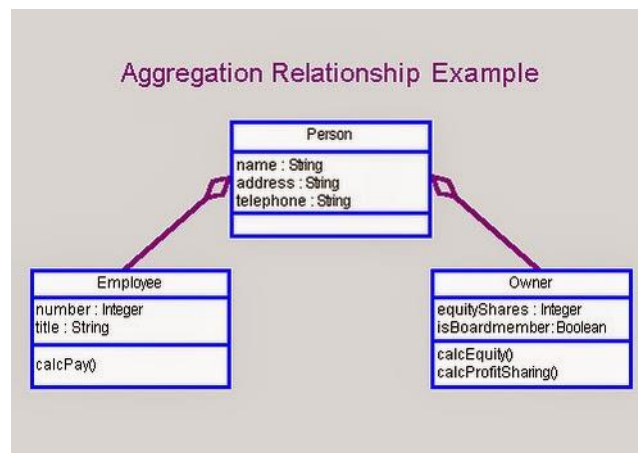 Aggregation Relationship Example
Person
name : String
address : String
telephone : String
Employee
number : Integer
title : String
calcPay()
Owner
equityShares : Integer
isBoardmember: Boolean
calcEquity()
calcProfitSharing()